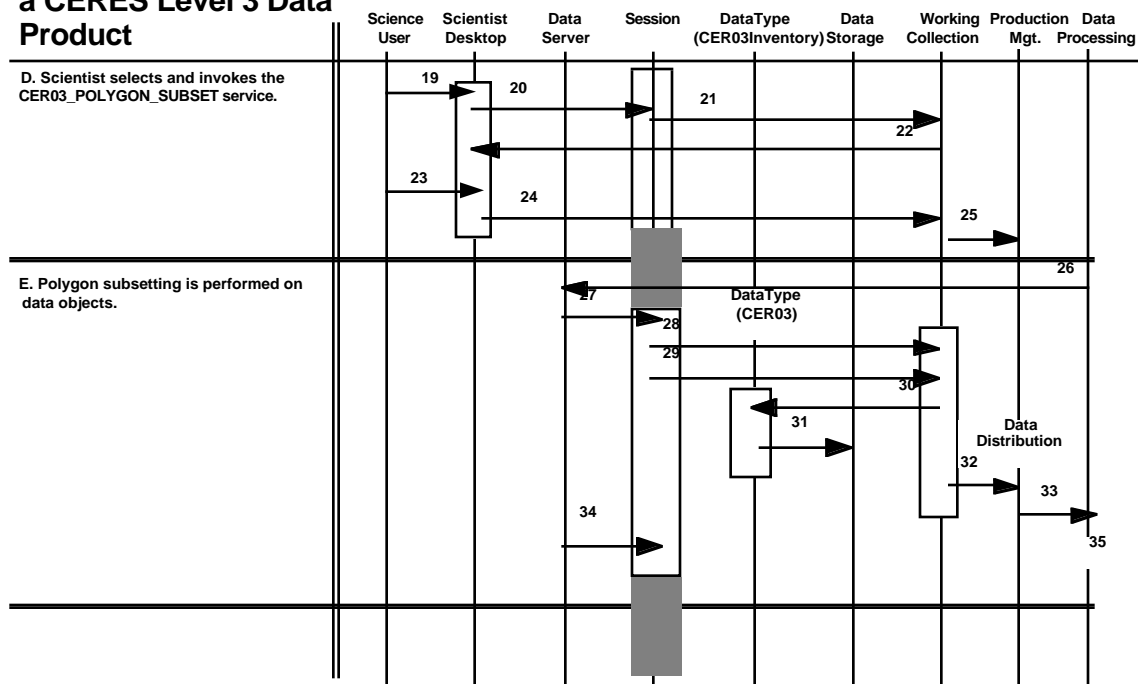 a CERES Level 3 Data
Product
Science User
Scientist Desktop
Data Server
Session
DataType (CER03Inventory)
Data Storage
Working Collection
Production Mgt.
Data Processing
D. Scientist selects and invokes the
CER03_POLYGON_SUBSET service.
19
20
21
22
23
24
25
E. Polygon subsetting is performed on
data objects.
26
27
DataType
(CER03)
28
29
30
31
Data
Distribution
32
33
34
35